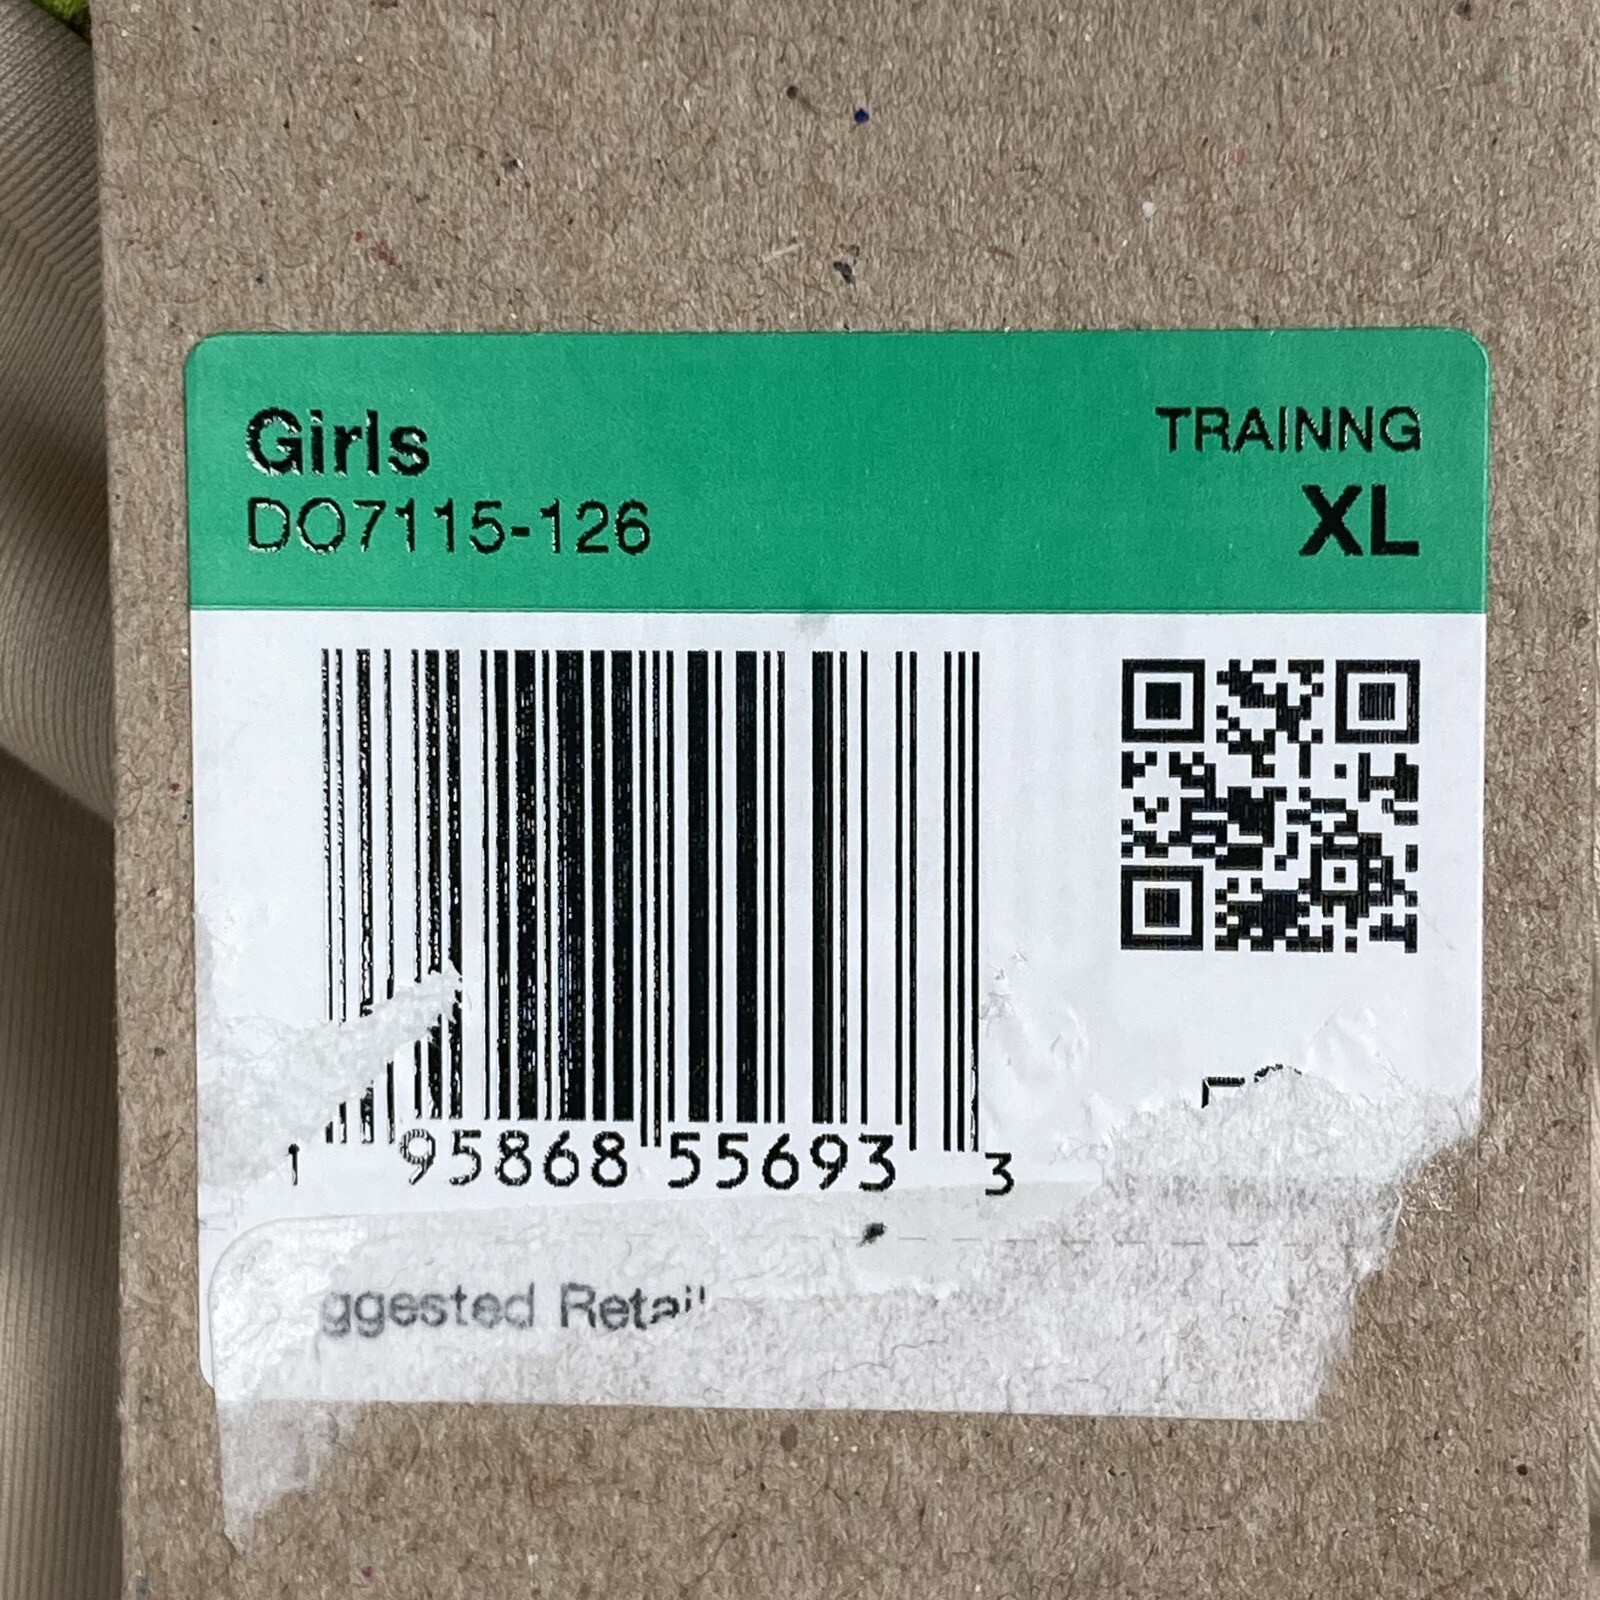 Girls
TRAINNG
DO7115-126
XL
1 95868 55693 3
ggested Retail